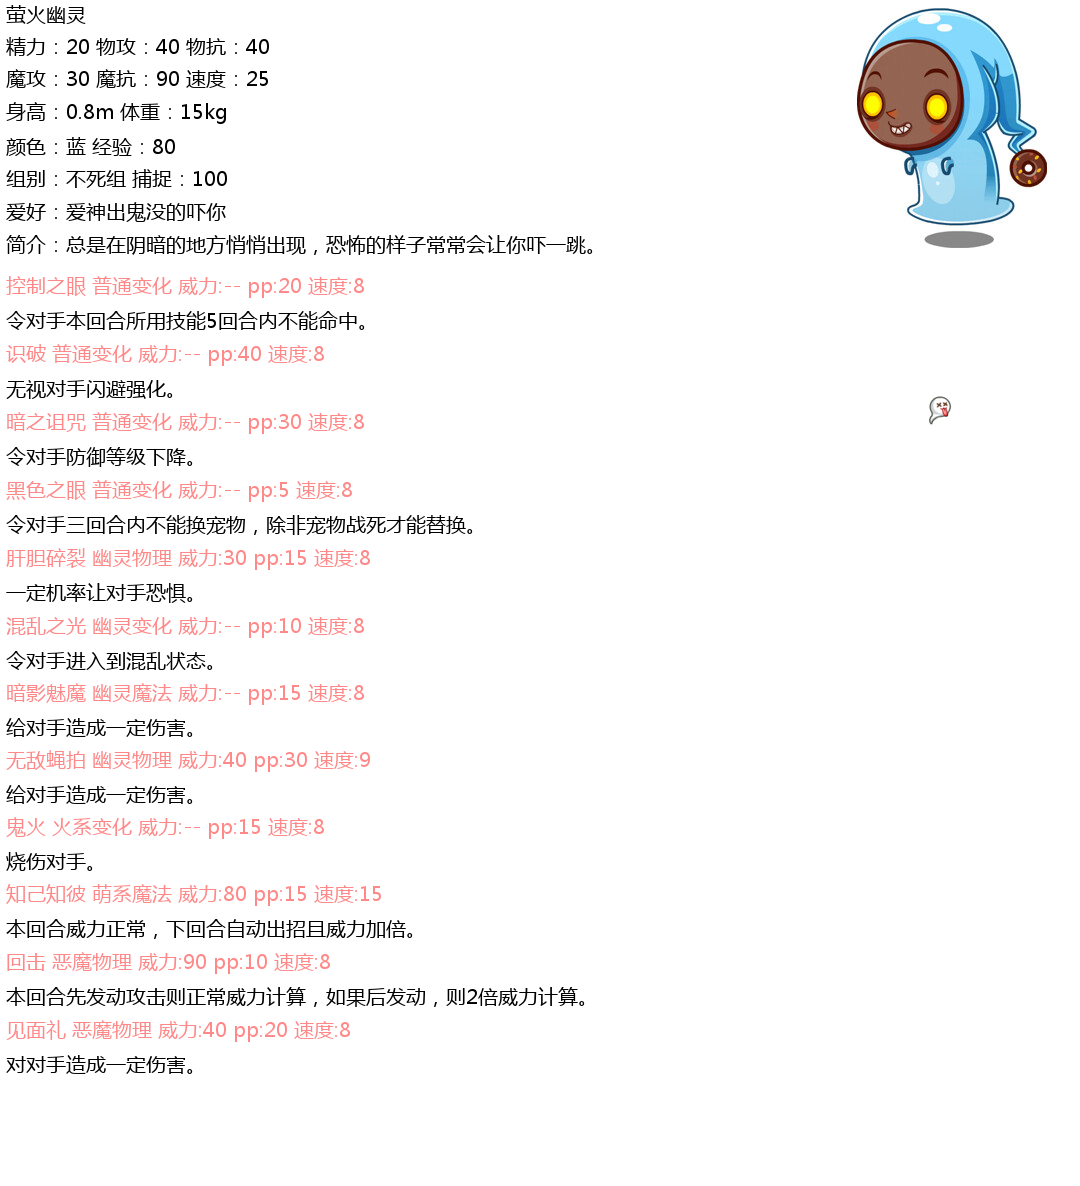 萤火幽灵
精力：20 物攻：40 物抗：40
魔攻：30 魔抗：90 速度：25
身高：0.8m 体重：15kg
颜色：蓝 经验：80
组别：不死组 捕捉：100
爱好：爱神出鬼没的吓你
简介：总是在阴暗的地方悄悄出现，恐怖的样子常常会让你吓一跳。
控制之眼 普通变化 威力:-- pp:20 速度:8
令对手本回合所用技能5回合内不能命中。
识破 普通变化 威力:-- pp:40 速度:8
无视对手闪避强化。
暗之诅咒 普通变化 威力:-- pp:30 速度:8
令对手防御等级下降。
黑色之眼 普通变化 威力:-- pp:5 速度:8
令对手三回合内不能换宠物，除非宠物战死才能替换。
肝胆碎裂 幽灵物理 威力:30 pp:15 速度:8
一定机率让对手恐惧。
混乱之光 幽灵变化 威力:-- pp:10 速度:8
令对手进入到混乱状态。
暗影魅魔 幽灵魔法 威力:-- pp:15 速度:8
给对手造成一定伤害。
无敌蝇拍 幽灵物理 威力:40 pp:30 速度:9
给对手造成一定伤害。
鬼火 火系变化 威力:-- pp:15 速度:8
烧伤对手。
知己知彼 萌系魔法 威力:80 pp:15 速度:15
本回合威力正常，下回合自动出招且威力加倍。
回击 恶魔物理 威力:90 pp:10 速度:8
本回合先发动攻击则正常威力计算，如果后发动，则2倍威力计算。
见面礼 恶魔物理 威力:40 pp:20 速度:8
对对手造成一定伤害。